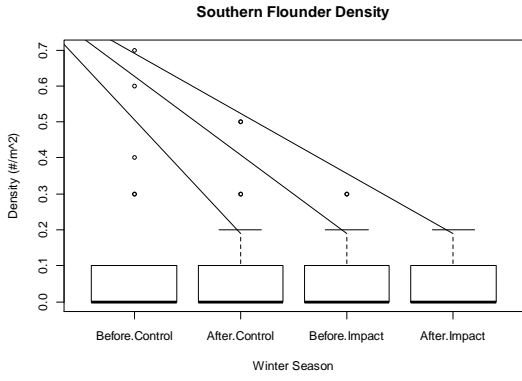 Southern Flounder Density
Density (#/m^2)
0.7
0.6
0.5
0.4
0.3
0.2
0.1
0.0
Before.Control After.Control Before.Impact After.Impact
Winter Season